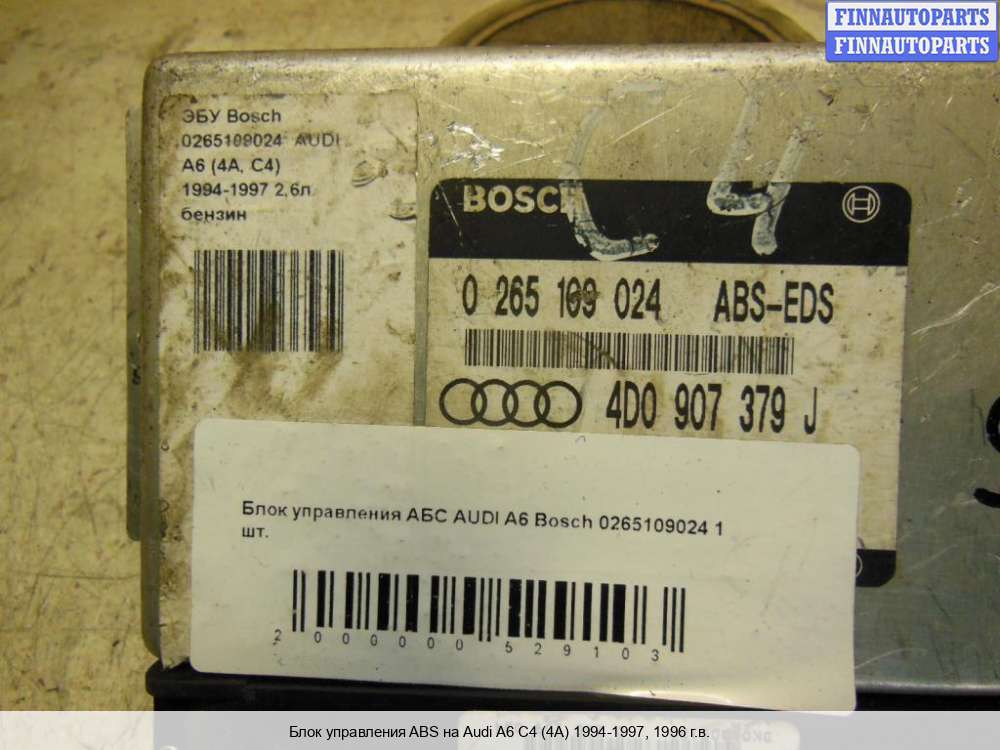 FINNAUTOPARTS
FINNAUTOPARTS
ЭБУ Bosch
0265109024 AUDI
A6 (4A, C4)
1994-1997 2,6л
бензин
C4
BOSCH
0 265 109 024 ABS-EDS
4D0 907 379 J
Блок управления АБС AUDI A6 Bosch 0265109024 1
шт.
2 000000 529103
Блок управления ABS на Audi A6 C4 (4A) 1994-1997, 1996 г.в.